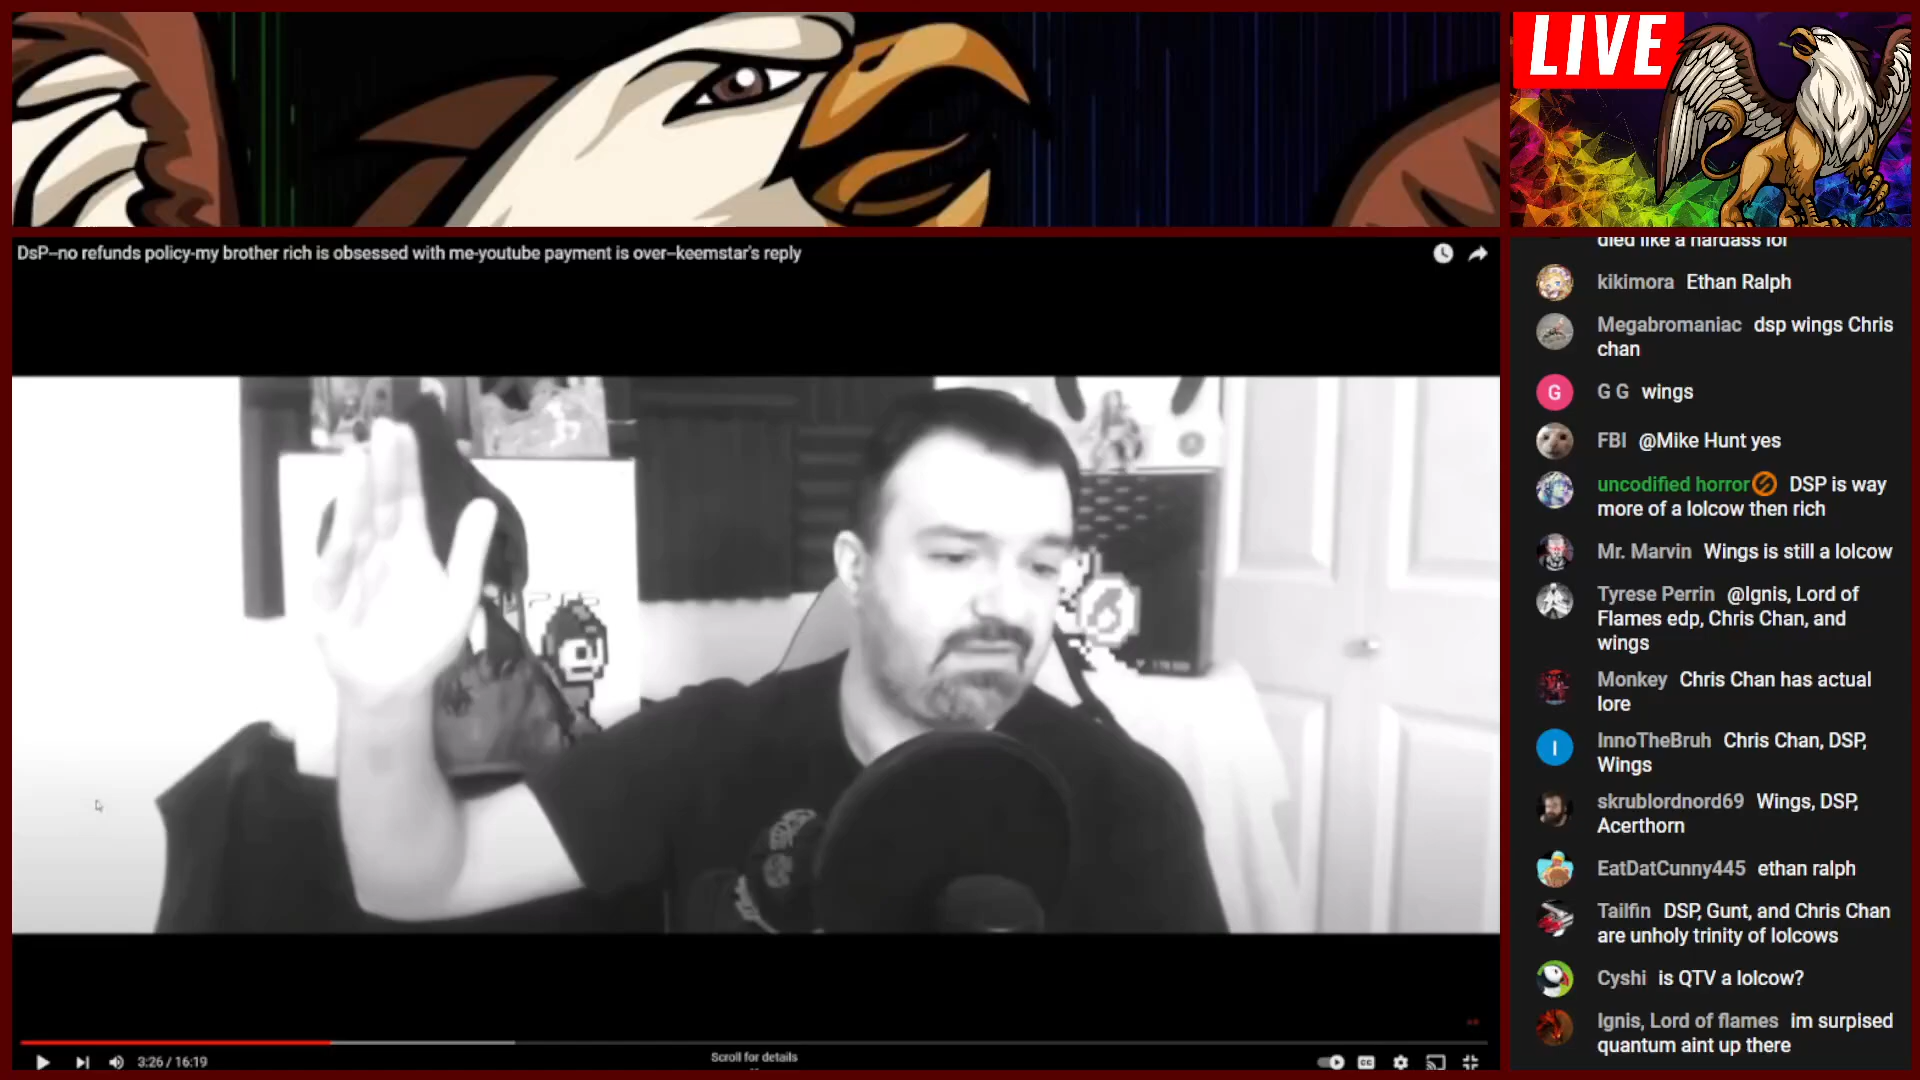 LIVE
DsP--no refunds policy-my brother rich is obsessed with me-youtube payment is over--keemstar's reply
died like a hardass lol
kikimora Ethan Ralph
Megabromaniac dsp wings Chris
chan
G
G G wings
FBI @Mike Hunt yes
uncodified horror DSP is way
more of a lolcow then rich
Mr. Marvin Wings is still a lolcow
Tyrese Perrin @Ignis, Lord of
Flames edp, Chris Chan, and
wings
Monkey Chris Chan has actual
lore
I
InnoTheBruh Chris Chan, DSP,
Wings
skrublordnord69 Wings, DSP,
Acerthorn
EatDatCunny445 ethan ralph
Tailfin DSP, Gunt, and Chris Chan
are unholy trinity of lolcows
Cyshi is QTV a lolcow?
Ignis, Lord of flames im surpised
quantum aint up there
3:26 / 16:19
Scroll for details
CC